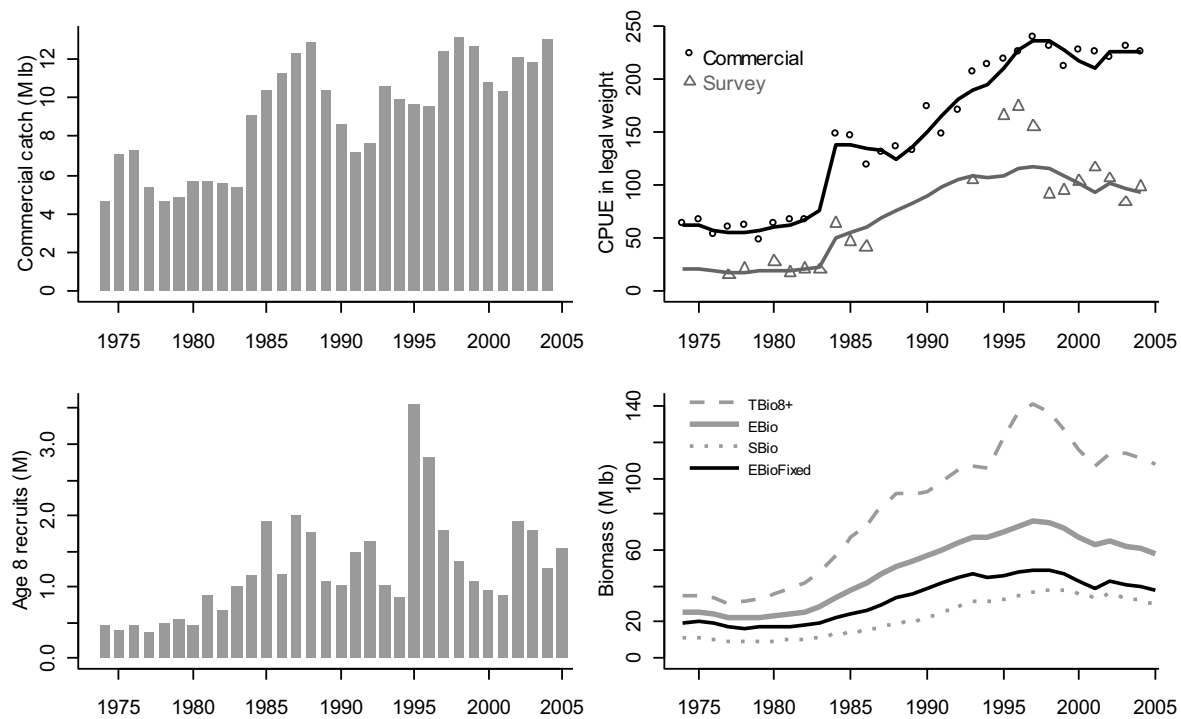 Commercial catch (M lb)
0 2 4 6 8 10 12
1975 1980 1985 1990 1995 2000 2005
CPUE in legal weight
0 50 100 150 200 250
Commercial
Survey
1975 1980 1985 1990 1995 2000 2005
Age 8 recruits (M)
0.0 1.0 2.0 3.0
1975 1980 1985 1990 1995 2000 2005
Biomass (M lb)
0 20 60 100 140
TBio8+
EBio
SBio
EBioFixed
1975 1980 1985 1990 1995 2000 2005